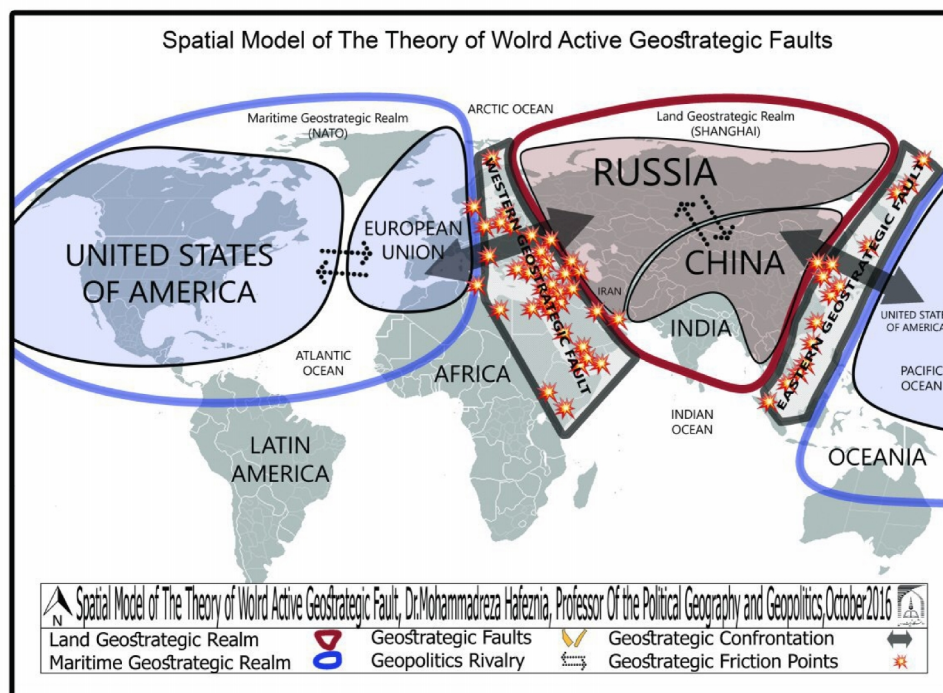 Spatial Model of The Theory of Wolrd Active Geostrategic Faults
ARCTIC OCEAN
Maritime Geostrategic Realm
(NATO)
Land Geostrategic Realm
(SHANGHAI)
WESTERN GEOSTRATEGIC FAULT
EASTERN GEOSTRATEGIC FAULT
RUSSIA
EUROPEAN
UNION
UNITED STATES
OF AMERICA
CHINA
IRAN
INDIA
UNITED STATES
OF AMERICA
ATLANTIC
OCEAN
AFRICA
PACIFIC
OCEAN
INDIAN
OCEAN
LATIN
AMERICA
OCEANIA
N
Spatial Model of The Theory of Wolrd Active Geostrategic Fault, Dr.Mohammadreza Hafeznia, Professor Of the Political Geography and Geopolitics,October2016
Land Geostrategic Realm
Geostrategic Faults
Geostrategic Confrontation
Maritime Geostrategic Realm
Geopolitics Rivalry
Geostrategic Friction Points